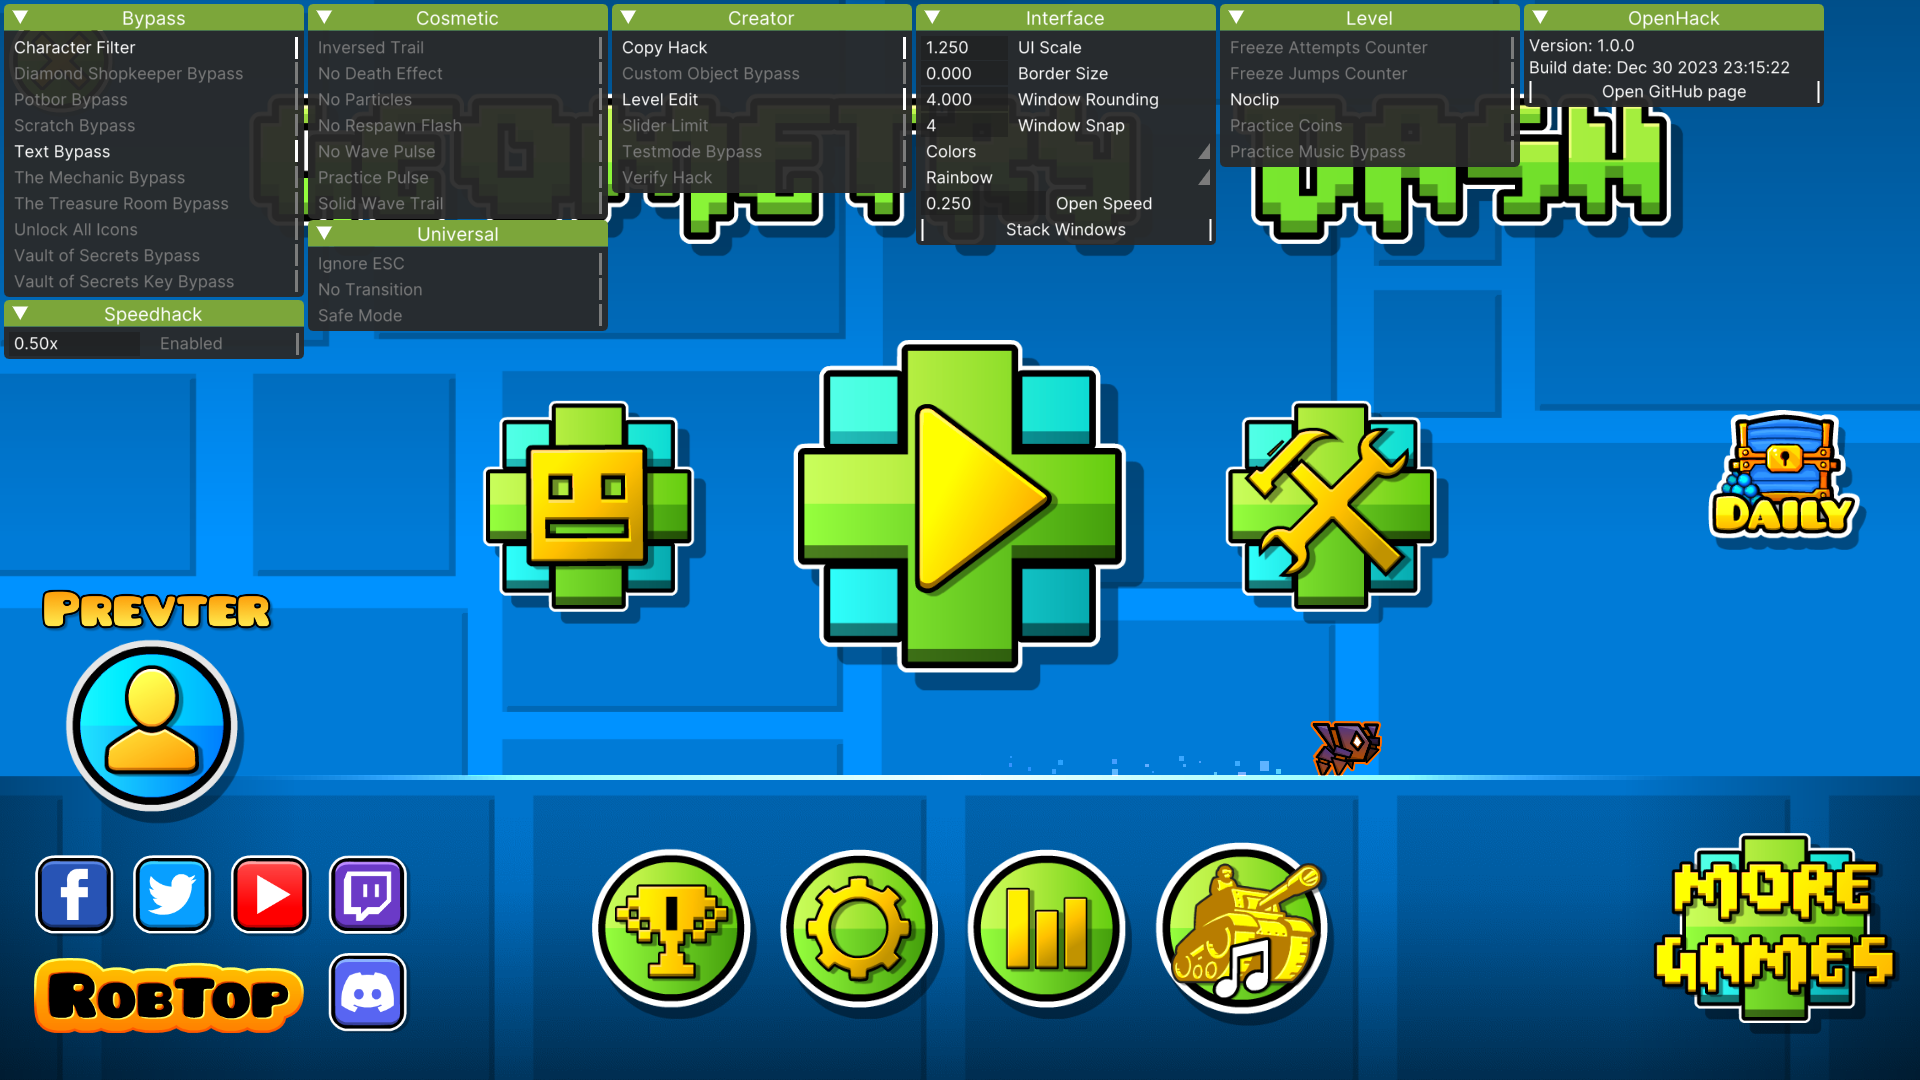 Bypass
Character Filter
Diamond Shopkeeper Bypass
Potbor Bypass
Scratch Bypass
Text Bypass
The Mechanic Bypass
The Treasure Room Bypass
Unlock All Icons
Vault of Secrets Bypass
Vault of Secrets Key Bypass
Speedhack
0.50x Enabled
Cosmetic
Inversed Trail
No Death Effect
No Particles
No Respawn Flash
No Wave Pulse
Practice Pulse
Solid Wave Trail
Universal
Ignore ESC
No Transition
Safe Mode
Creator
Copy Hack
Custom Object Bypass
Level Edit
Slider Limit
Testmode Bypass
Verify Hack
Interface
1.250 UI Scale
0.000 Border Size
4.000 Window Rounding
4 Window Snap
Colors
Rainbow
0.250 Open Speed
Stack Windows
Level
Freeze Attempts Counter
Freeze Jumps Counter
Noclip
Practice Coins
Practice Music Bypass
OpenHack
Version: 1.0.0
Build date: Dec 30 2023 23:15:22
Open GitHub page
GEOMETRY DASH
DAILY
PREVTER
ROBTOP
MORE
GAMES